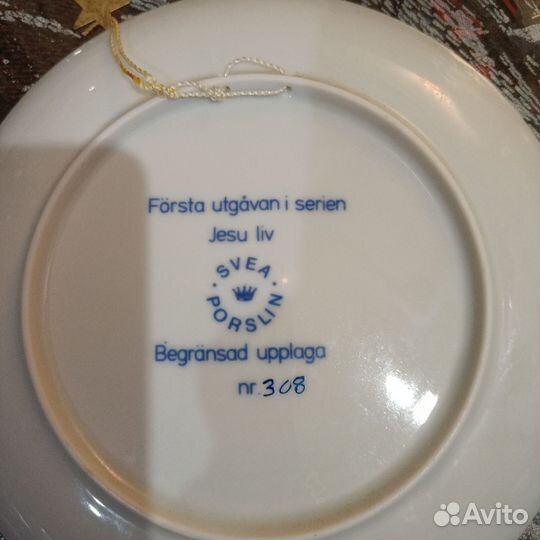 Första utgåvan i serien
Jesu liv
SVEA
PORSLIN
Begränsad upplaga
nr. 308
Avito